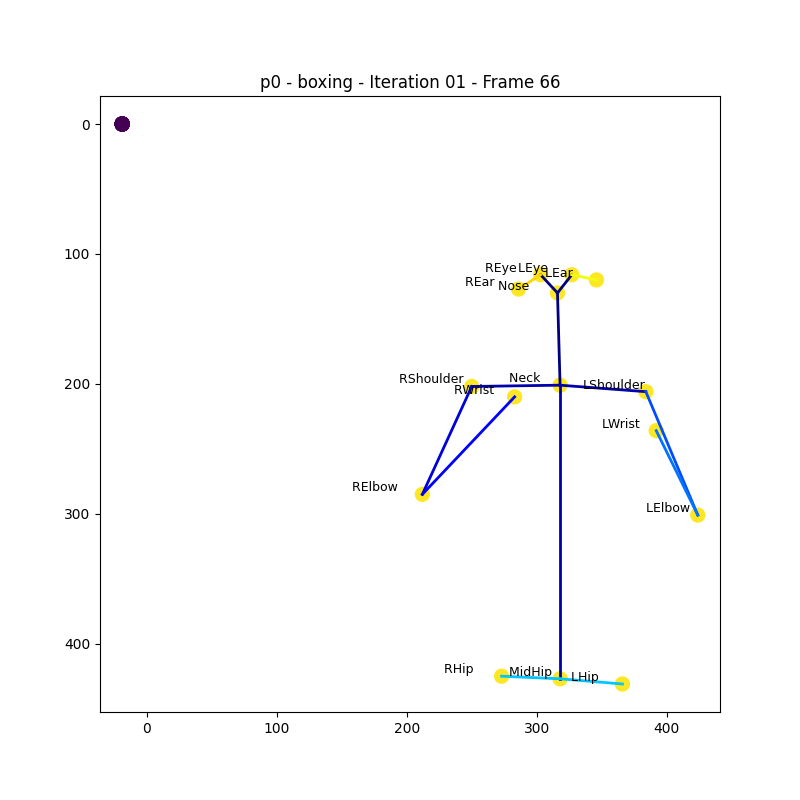 p0 - boxing - Iteration 01 - Frame 66
0
100
REye LEye
LEar
REar Nose
200
RShoulder Neck LShoulder
RWrist
LWrist
RElbow
300
LElbow
400
RHip MidHip LHip
0 100 200 300 400